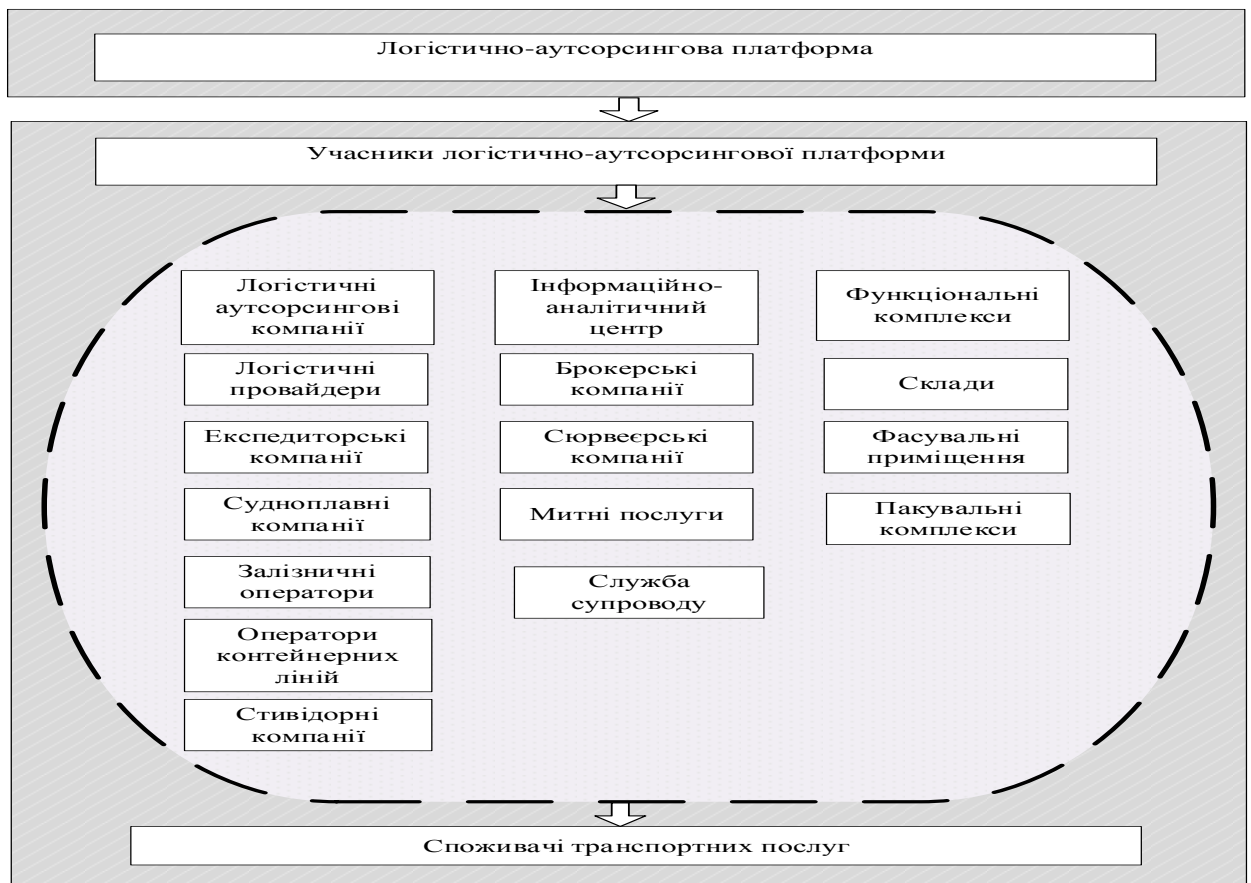 Логістично-аутсорсингова платформа
Учасники логістично-аутсорсингової платформи
Логістичні
аутсорсингові
компанії
Логістичні
провайдери
Експедиторські
компанії
Судноплавні
компанії
Залізничні
оператори
Оператори
контейнерних
ліній
Стивідорні
компанії
Інформаційно-
аналітичний
центр
Брокерські
компанії
Сюрвеєрські
компанії
Митні послуги
Служба
супроводу
Функціональні
комплекси
Склади
Фасувальні
приміщення
Пакувальні
комплекси
Споживачі транспортних послуг